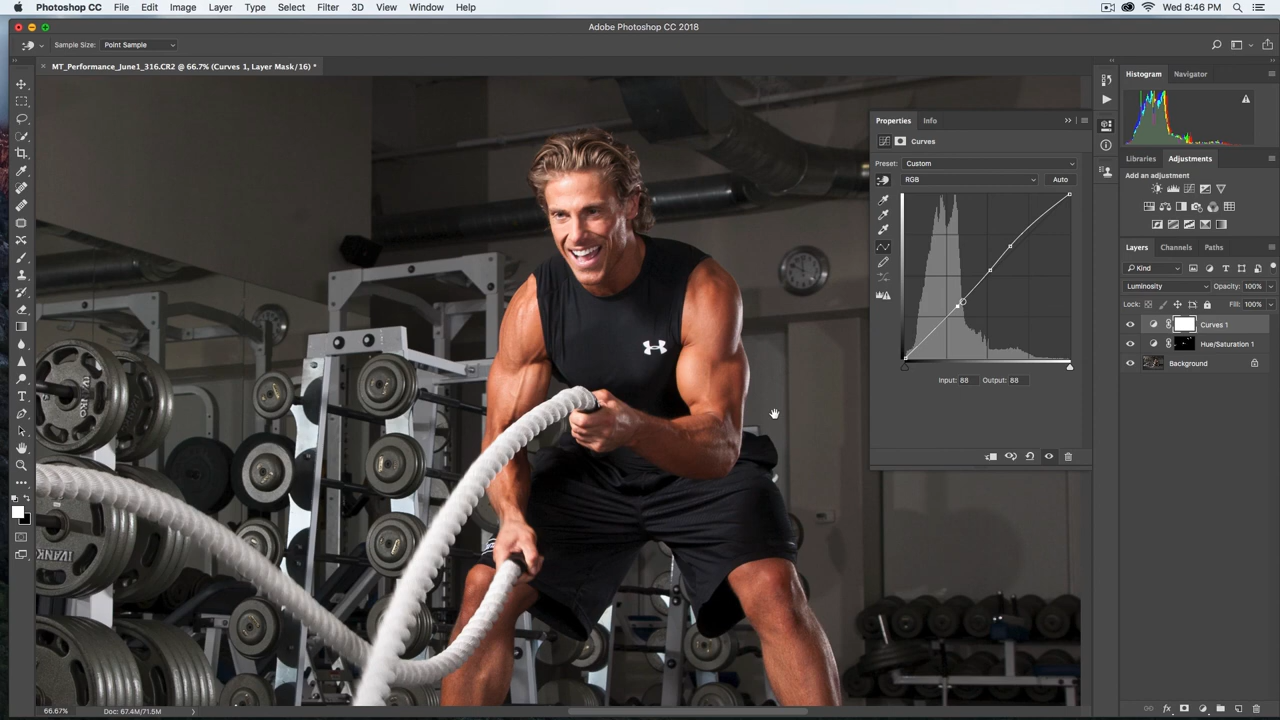 Photoshop CC File Edit Image Layer Type Select Filter 3D View Window Help Wed 8:46 PM
Adobe Photoshop CC 2018
Sample Size: Point Sample
MT_Performance_June1_316.CR2 @ 66.7% (Curves 1, Layer Mask/16) *
Histogram Navigator
Properties Info
Curves
Preset: Custom
RGB Auto
Input: 88 Output: 88
Libraries Adjustments
Add an adjustment
Layers Channels Paths
Kind
Luminosity Opacity: 100%
Lock: Fill: 100%
Curves 1
Hue/Saturation 1
Background
IVANKO
66.67% Doc: 67.4M/71.5M